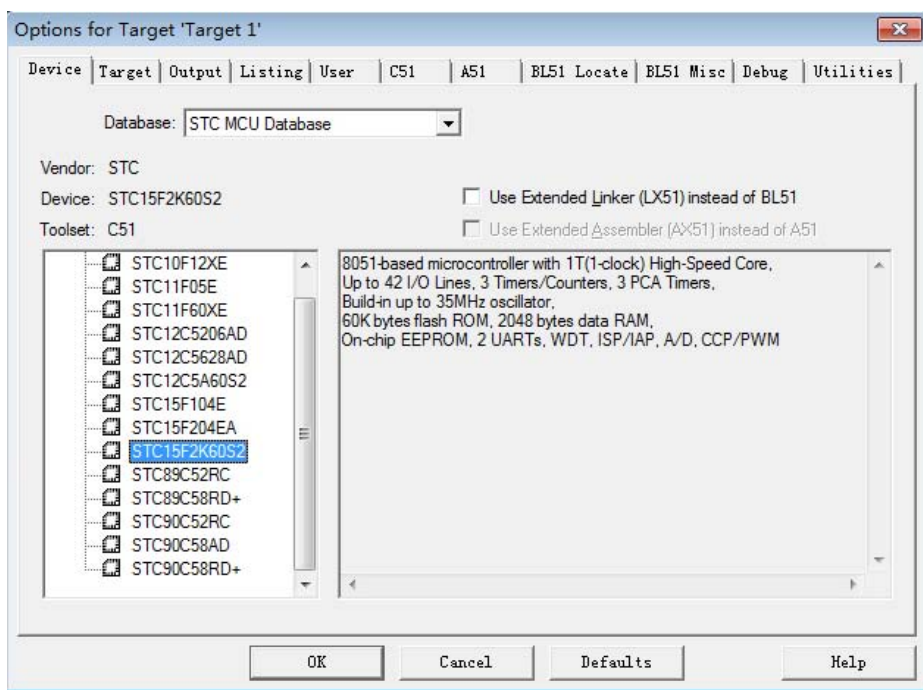 Options for Target 'Target 1'
Device Target Output Listing User C51 A51 BL51 Locate BL51 Misc Debug Utilities
Database: STC MCU Database
Vendor: STC
Device: STC15F2K60S2
Use Extended Linker (LX51) instead of BL51
Toolset: C51
Use Extended Assembler (AX51) instead of A51
STC10F12XE
STC11F05E
STC11F60XE
STC12C5206AD
STC12C5628AD
STC12C5A60S2
STC15F104E
STC15F204EA
STC15F2K60S2
STC89C52RC
STC89C58RD+
STC90C52RC
STC90C58AD
STC90C58RD+
8051-based microcontroller with 1T(1-clock) High-Speed Core,
Up to 42 I/O Lines, 3 Timers/Counters, 3 PCA Timers,
Build-in up to 35MHz oscillator,
60K bytes flash ROM, 2048 bytes data RAM,
On-chip EEPROM, 2 UARTs, WDT, ISP/IAP, A/D, CCP/PWM
OK Cancel Defaults Help